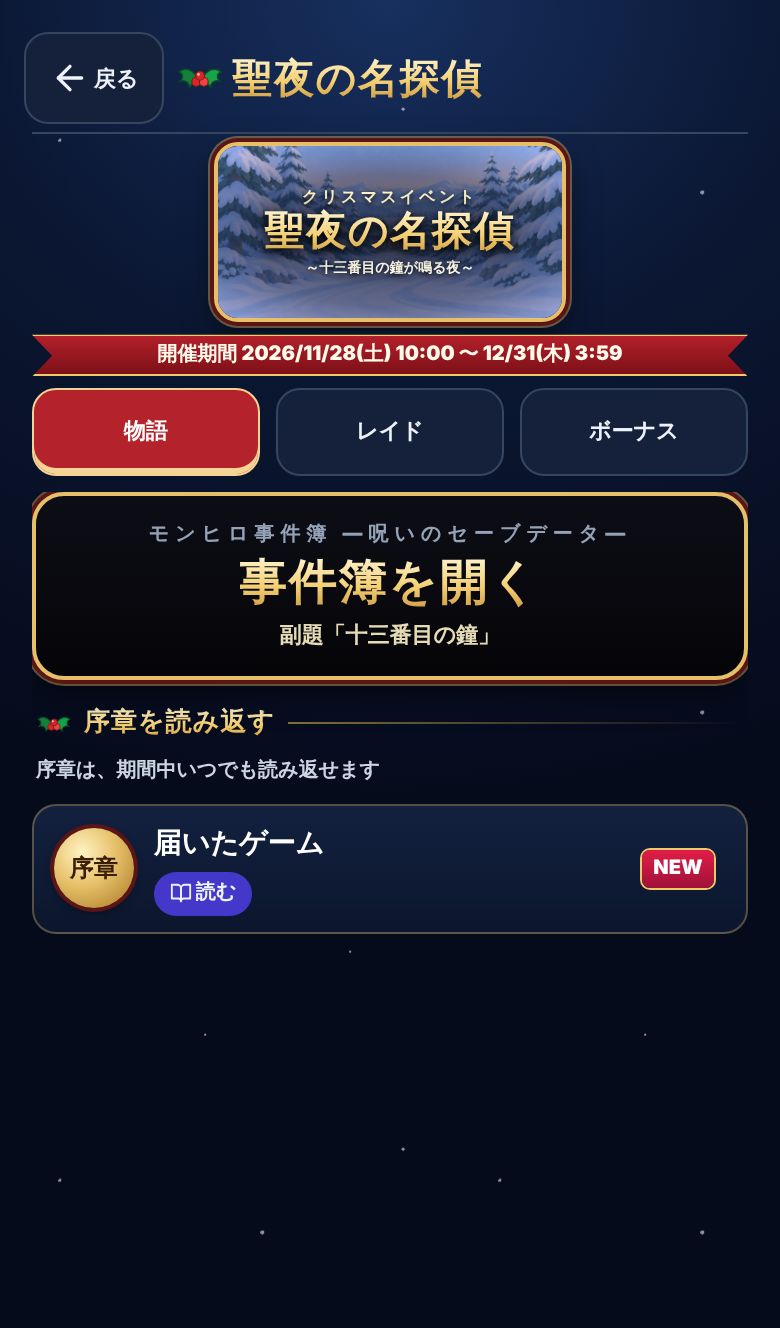 戻る
聖夜の名探偵
クリスマスイベント
聖夜の名探偵
～十三番目の鐘が鳴る夜～
開催期間 2026/11/28(土) 10:00 〜 12/31(木) 3:59
物語
レイド
ボーナス
モンヒロ事件簿 ―呪いのセーブデータ―
事件簿を開く
副題「十三番目の鐘」
序章を読み返す
序章は、期間中いつでも読み返せます
序章
届いたゲーム
読む
NEW